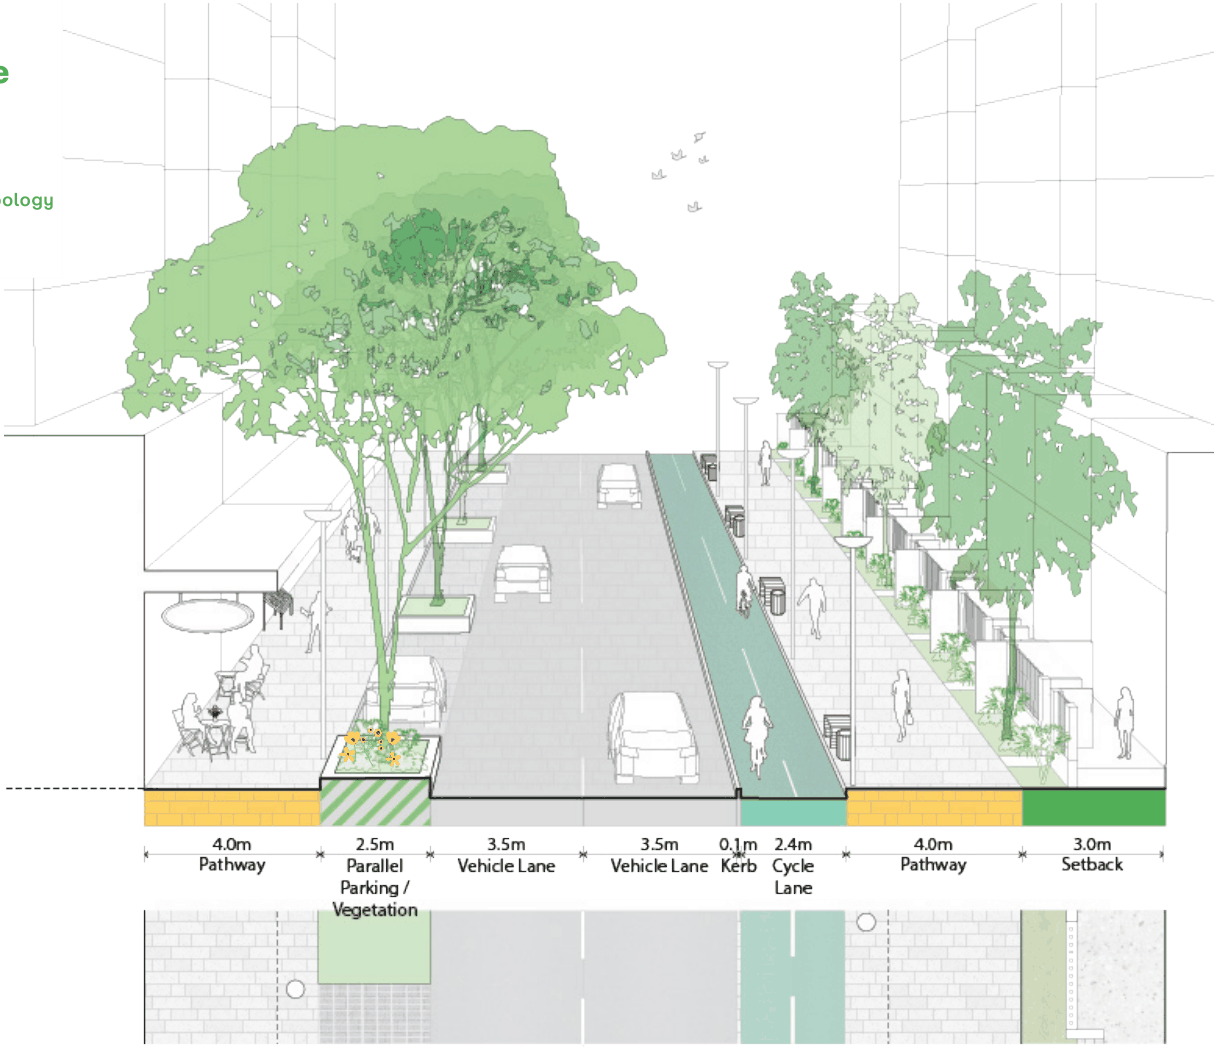 e
ology
4.0m
Pathway
2.5m
Parallel
Parking /
Vegetation
3.5m
Vehicle Lane
3.5m
Vehicle Lane
0.1m
Kerb
2.4m
Cycle
Lane
4.0m
Pathway
3.0m
Setback